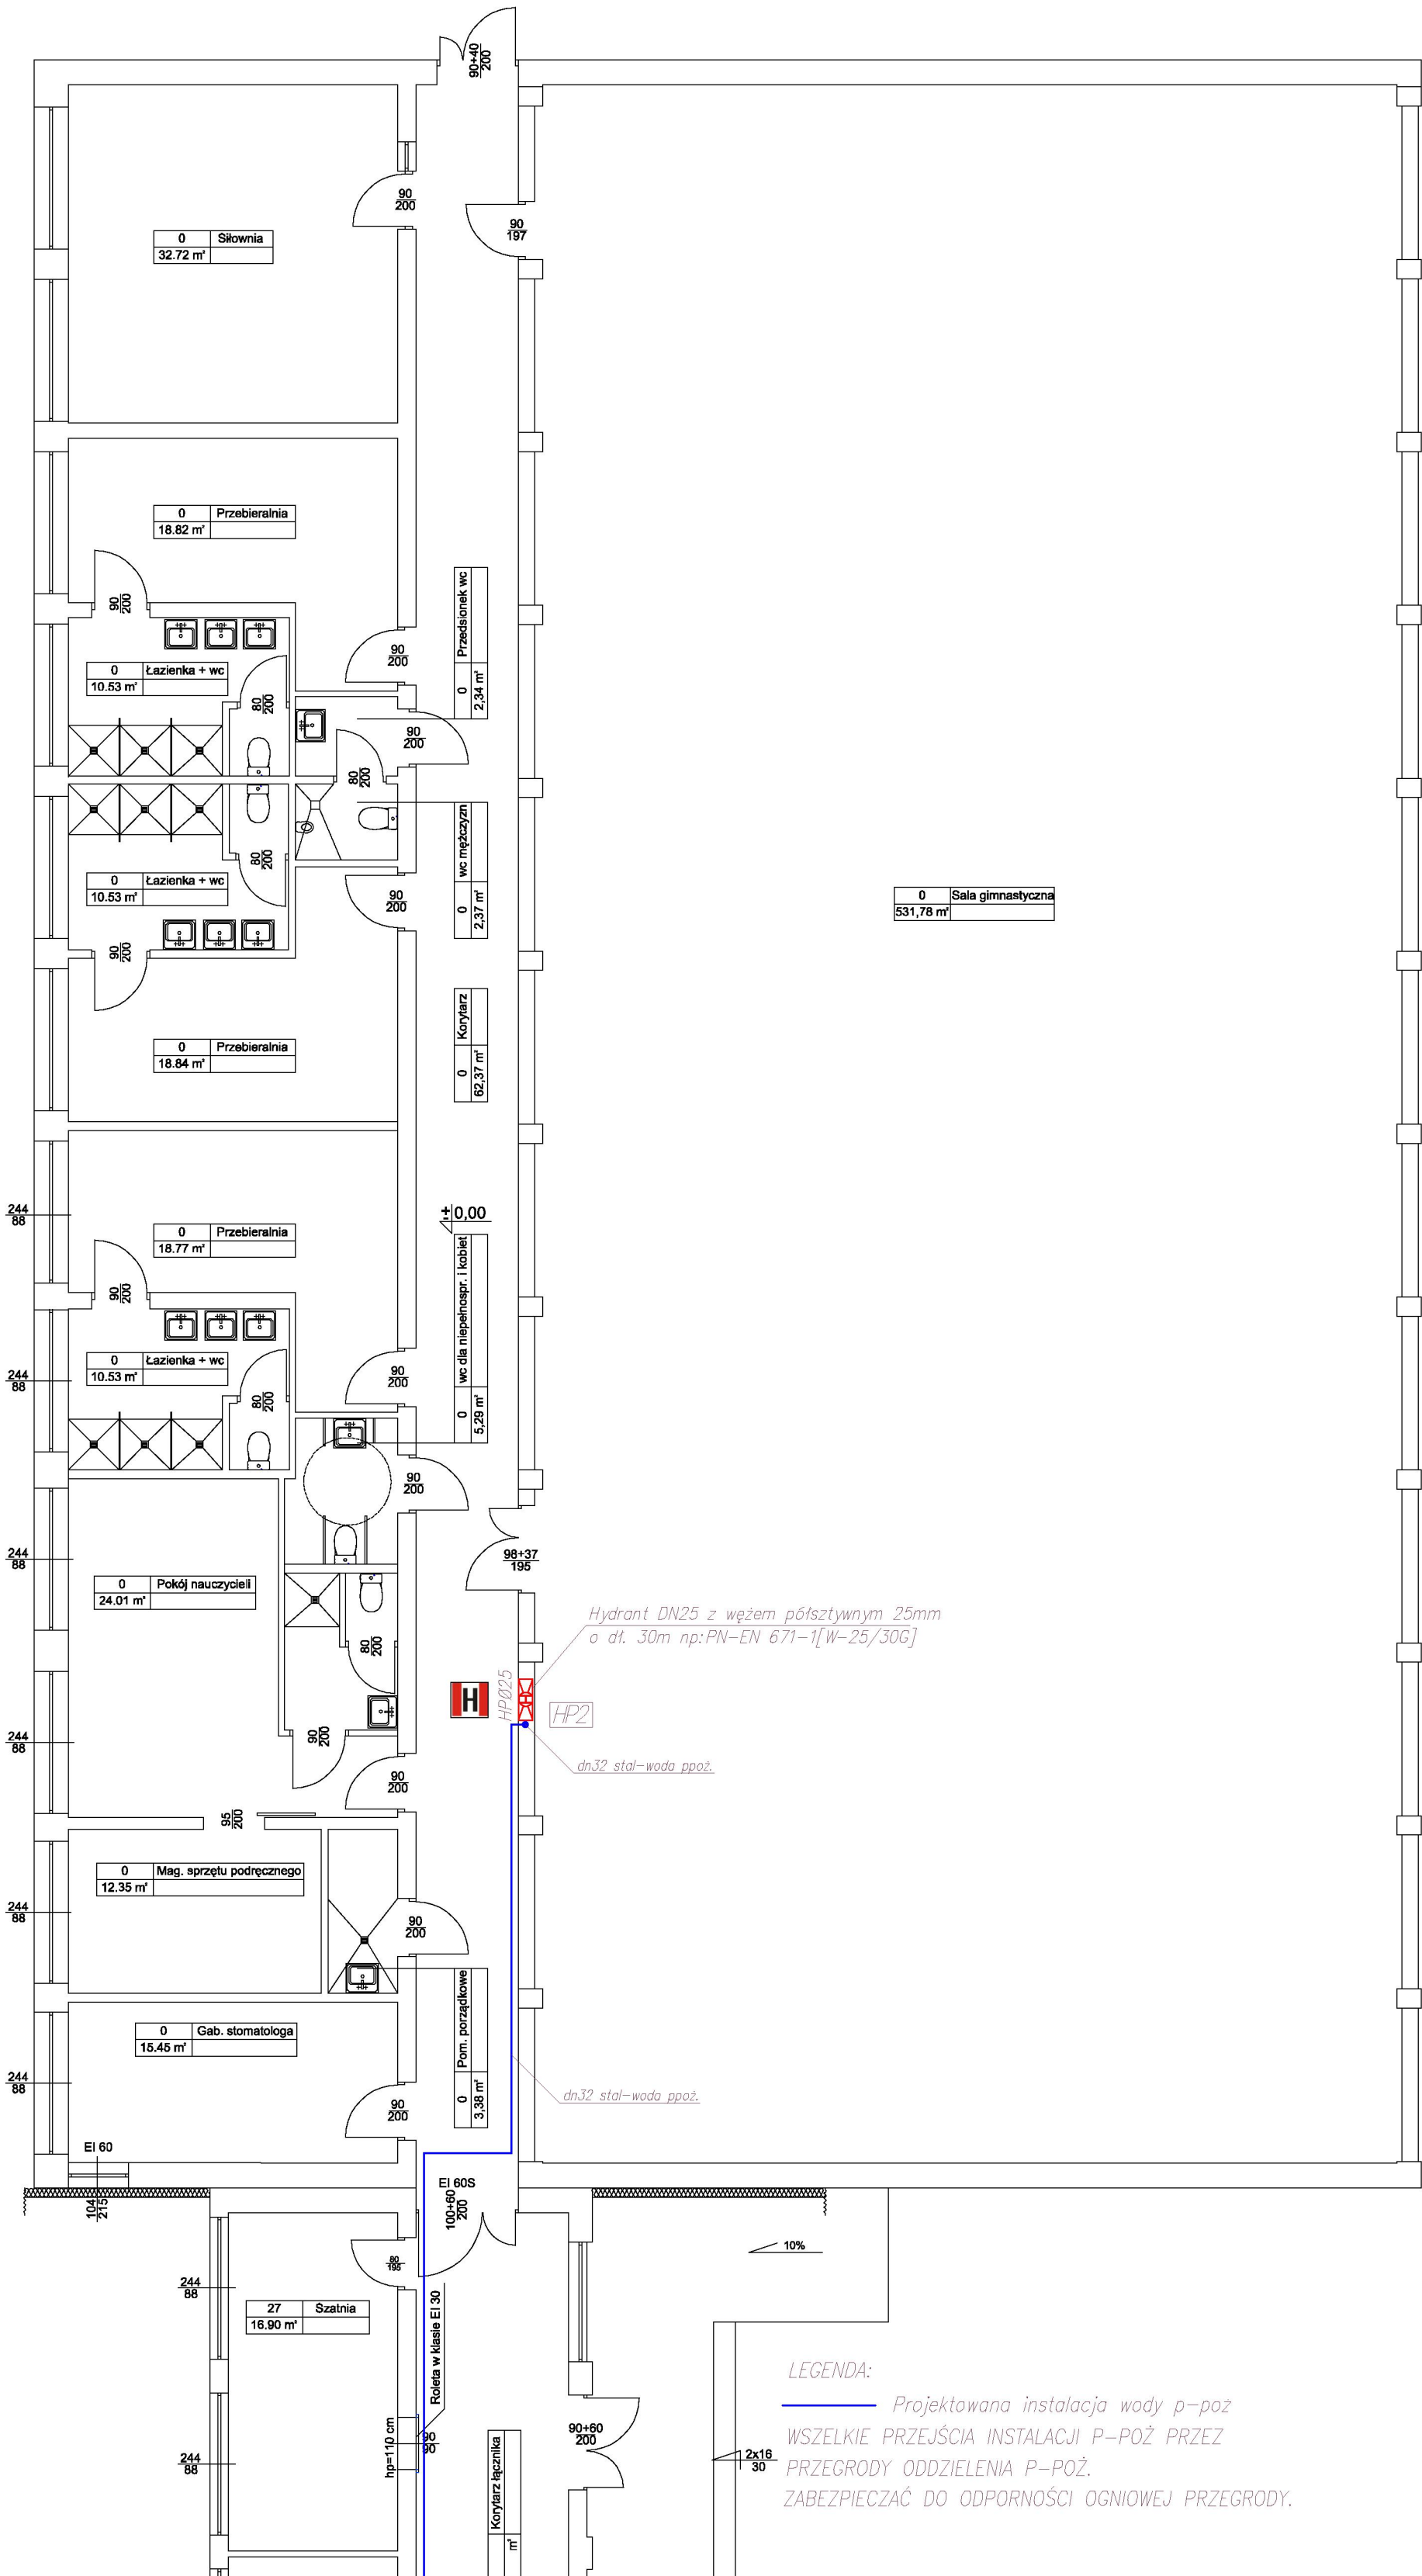 90+40
200
90
200
90
197
0 Siłownia
32.72 m²
0 Przebieralnia
18.82 m²
90
200
0 Przedsionek wc
2,34 m²
90
200
0 Łazienka + wc
10.53 m²
80
200
90
200
80
200
0 wc mężczyzn
2,37 m²
80
200
0 Łazienka + wc
10.53 m²
90
200
0 Sala gimnastyczna
531,78 m²
90
200
0 Korytarz
62,37 m²
0 Przebieralnia
18.84 m²
244
88
±0,00
0 Przebieralnia
18.77 m²
0 wc dla niepełnospr. i kobiet
5,29 m²
90
200
0 Łazienka + wc
10.53 m²
244
88
90
200
80
200
90
200
244
88
98+37
195
0 Pokój nauczycieli
24.01 m²
Hydrant DN25 z wężem półsztywnym 25mm
o dł. 30m np:PN-EN 671-1[W-25/30G]
80
200
H
HPØ25
HP2
244
88
90
200
dn32 stal-woda ppoż.
90
200
95
200
0 Mag. sprzętu podręcznego
12.35 m²
244
88
90
200
0 Pom. porządkowe
3,38 m²
0 Gab. stomatologa
15.45 m²
244
88
90
200
dn32 stal-woda ppoż.
EI 60
104
215
EI 60S
100+60
200
10%
80
195
244
88
27 Szatnia
16.90 m²
Roleta w klasie EI 30
LEGENDA:
Projektowana instalacja wody p-poż
WSZELKIE PRZEJŚCIA INSTALACJI P-POŻ PRZEZ
PRZEGRODY ODDZIELENIA P-POŻ.
ZABEZPIECZAĆ DO ODPORNOŚCI OGNIOWEJ PRZEGRODY.
90+60
200
hp=110 cm
90
90
244
88
2x16
30
Korytarz łącznika
m²